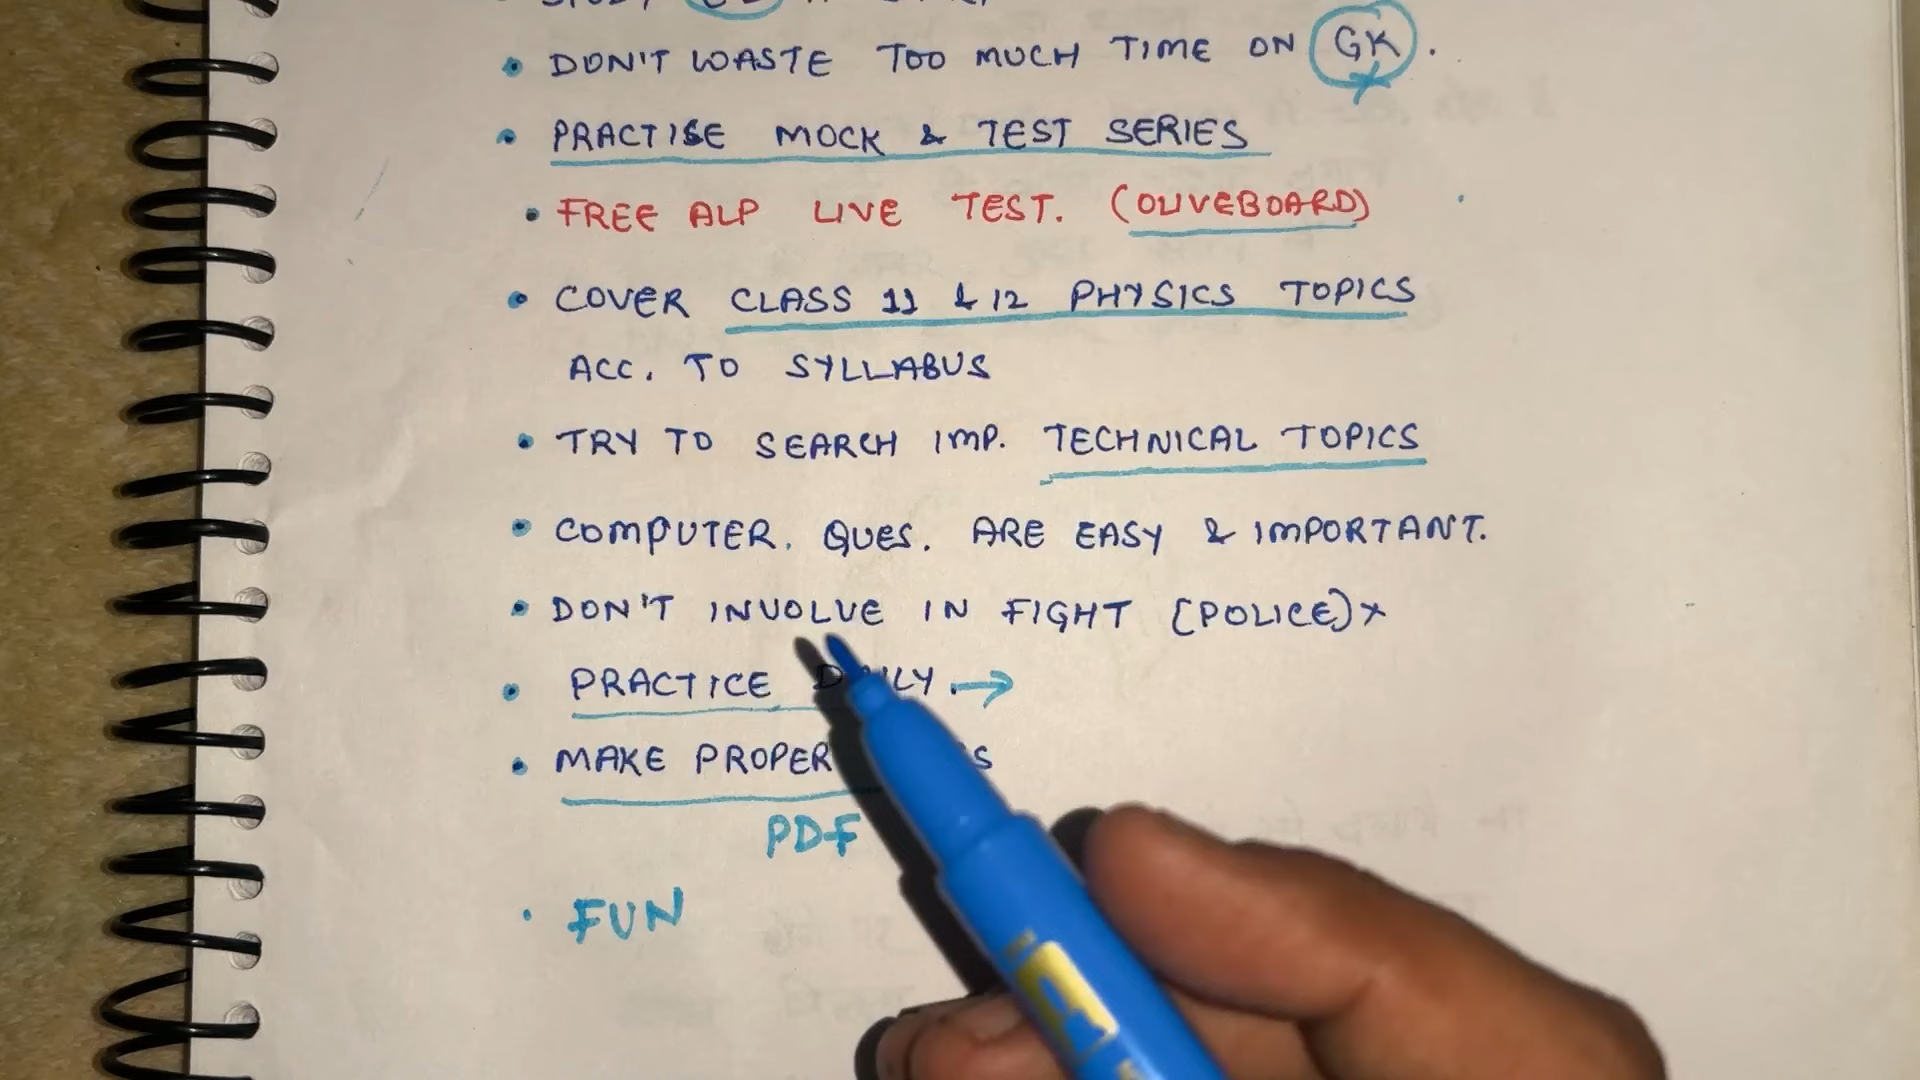 • DON'T WASTE TOO MUCH TIME ON GK.
• PRACTISE MOCK & TEST SERIES
• FREE ALP LIVE TEST. (OLIVEBOARD)
• COVER CLASS 11 & 12 PHYSICS TOPICS
ACC. TO SYLLABUS
• TRY TO SEARCH IMP. TECHNICAL TOPICS
• COMPUTER. QUES. ARE EASY & IMPORTANT.
• DON'T INVOLVE IN FIGHT [POLICE)×
• PRACTICE DAILY. →
• MAKE PROPER
PDF
• FUN